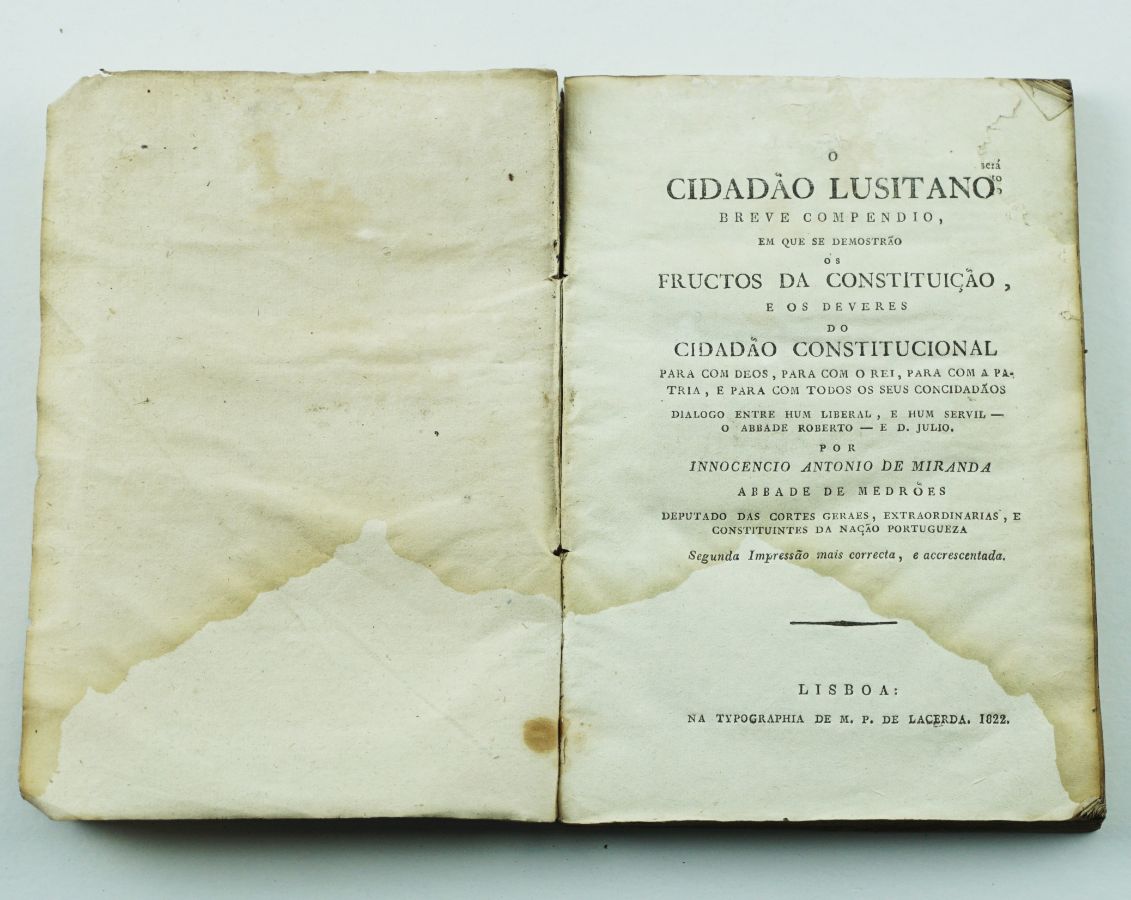 O
será
to
CIDADÃO LUSITANO
BREVE COMPENDIO,
EM QUE SE DEMOSTRÃO
OS
FRUCTOS DA CONSTITUIÇÃO,
E OS DEVERES
DO
CIDADÃO CONSTITUCIONAL
PARA COM DEOS, PARA COM O REI, PARA COM A PA-
TRIA, E PARA COM TODOS OS SEUS CONCIDADÃOS
DIALOGO ENTRE HUM LIBERAL, E HUM SERVIL —
O ABBADE ROBERTO — E D. JULIO.
POR
INNOCENCIO ANTONIO DE MIRANDA
ABBADE DE MEDRÕES
DEPUTADO DAS CORTES GERAES, EXTRAORDINARIAS, E
CONSTITUINTES DA NAÇÃO PORTUGUEZA
Segunda Impressão mais correcta, e accrescentada.
LISBOA:
NA TYPOGRAPHIA DE M. P. DE LACERDA. 1822.